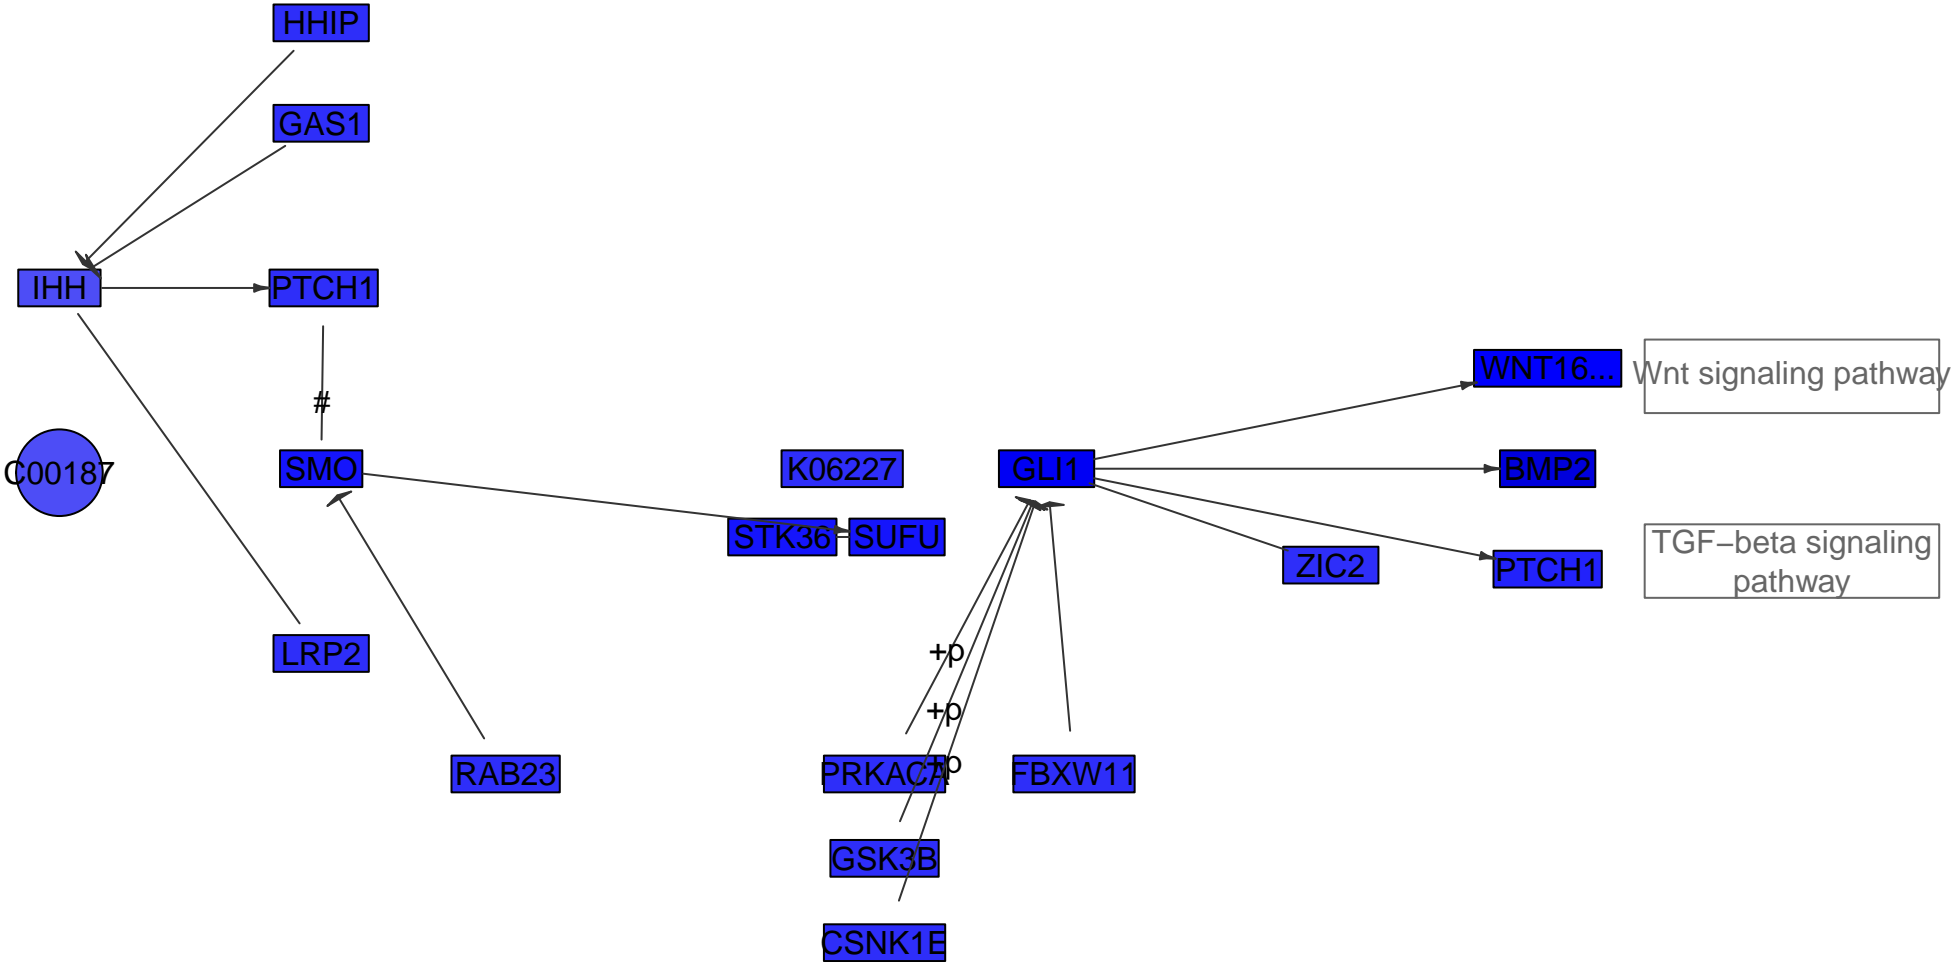 HHIP
GAS1
IHH
PTCH1
WNT16...
Wnt signaling pathway
#
C00187
SMO
K06227
GLI1
BMP2
STK36
SUFU
ZIC2
PTCH1
TGF−beta signaling
pathway
LRP2
+p
+p
+p
RAB23
PRKACA
FBXW11
GSK3B
CSNK1E